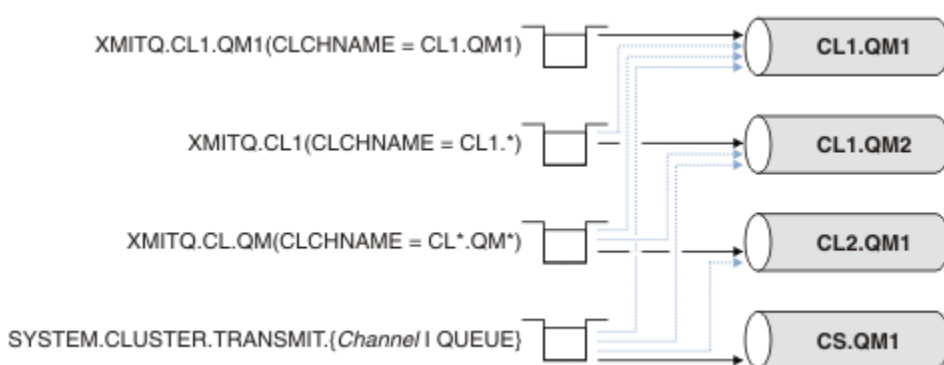 XMITQ.CL1.QM1(CLCHNAME = CL1.QM1)
CL1.QM1
XMITQ.CL1(CLCHNAME = CL1.*)
CL1.QM2
XMITQ.CL.QM(CLCHNAME = CL*.QM*)
CL2.QM1
SYSTEM.CLUSTER.TRANSMIT.{Channel I QUEUE}
CS.QM1